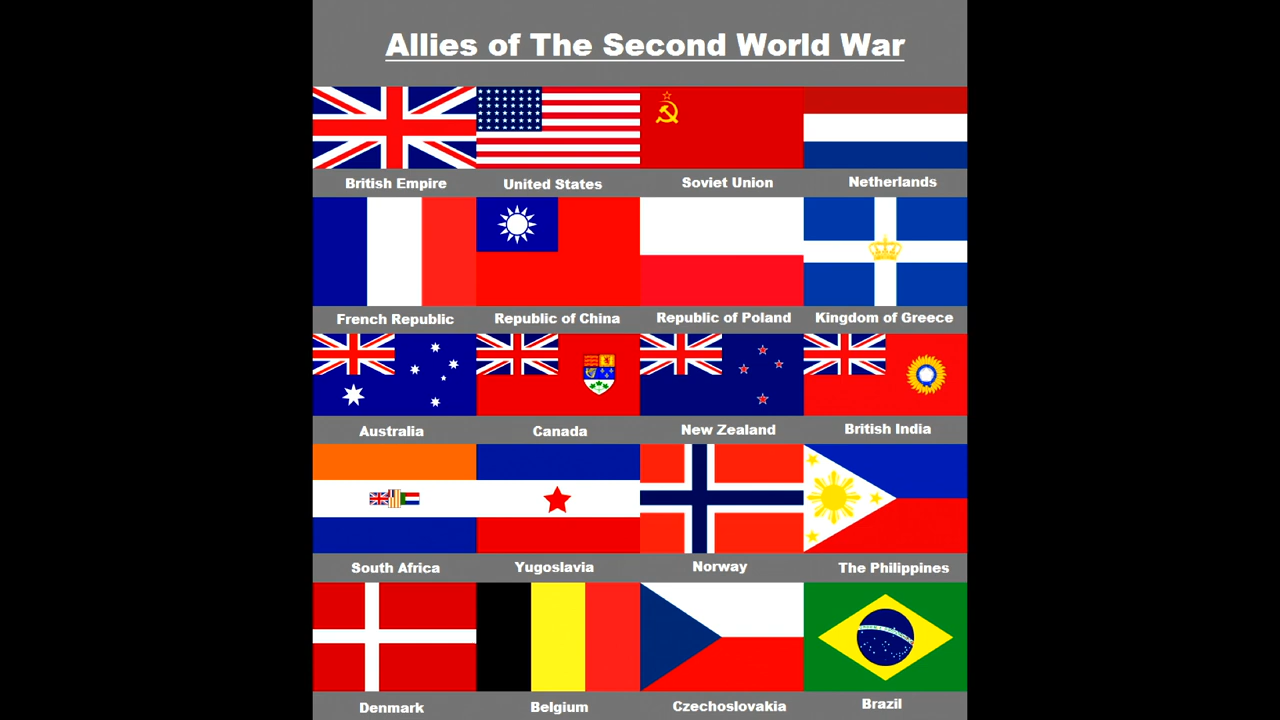 Allies of The Second World War
British Empire
United States
Soviet Union
Netherlands
French Republic
Republic of China
Republic of Poland
Kingdom of Greece
Australia
Canada
New Zealand
British India
South Africa
Yugoslavia
Norway
The Philippines
Denmark
Belgium
Czechoslovakia
Brazil